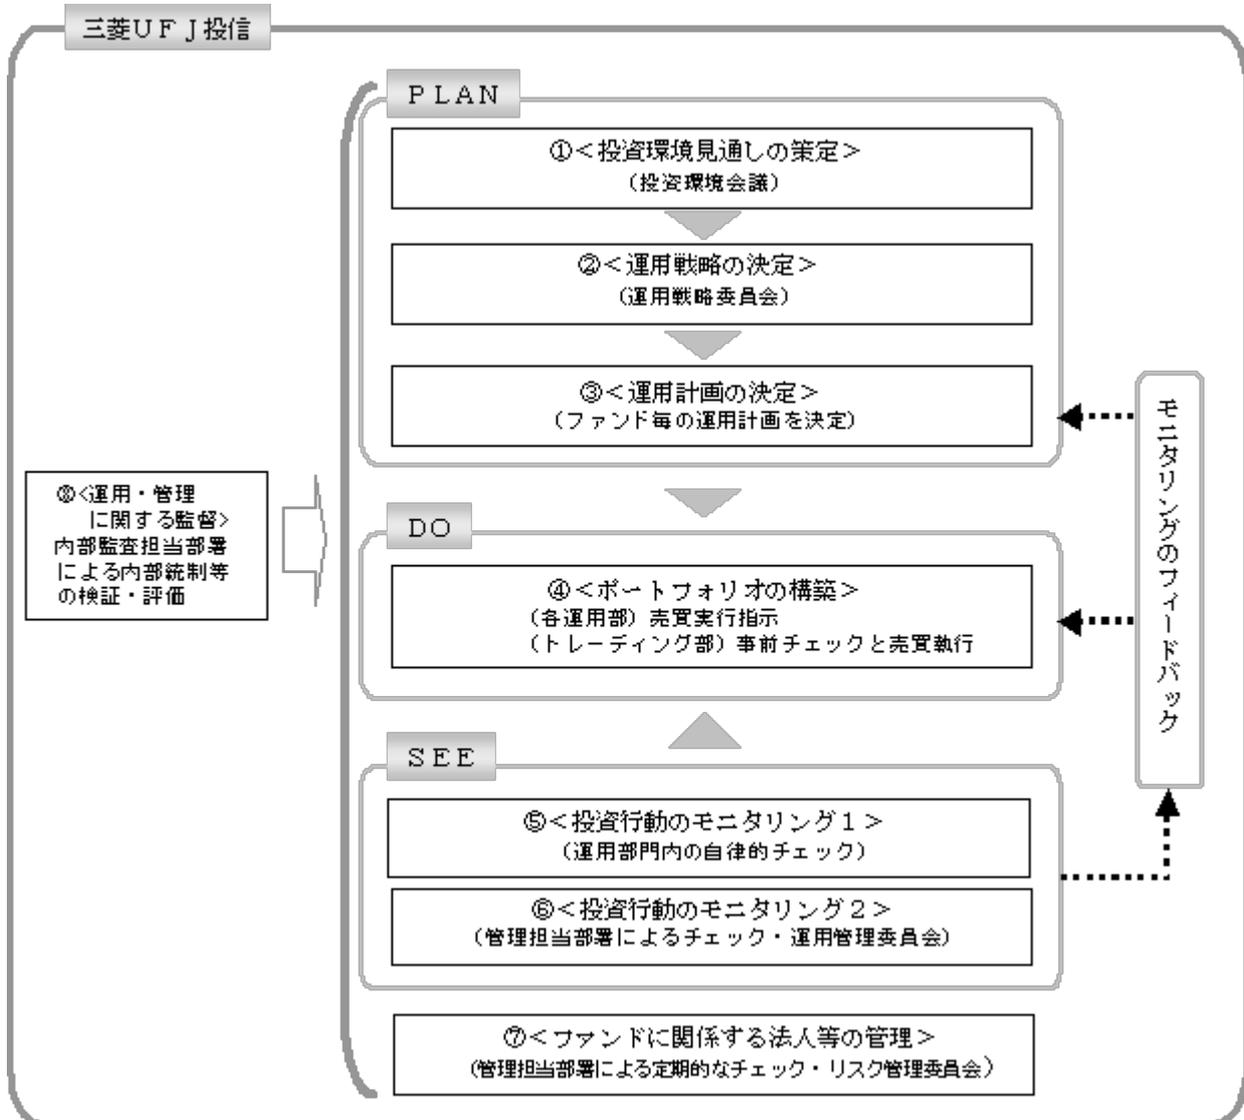 三菱UFJ投信
PLAN
①<投資環境見通しの策定>
(投資環境会議)
②<運用戦略の決定>
(運用戦略委員会)
③<運用計画の決定>
(ファンド毎の運用計画を決定)
モニタリングのフィードバック
⑧<運用・管理
に関する監督>
内部監査担当部署
による内部統制等
の検証・評価
DO
④<ポートフォリオの構築>
(各運用部)売買実行指示
(トレーディング部)事前チェックと売買執行
SEE
⑤<投資行動のモニタリング1>
(運用部門内の自律的チェック)
⑥<投資行動のモニタリング2>
(管理担当部署によるチェック・運用管理委員会)
⑦<ファンドに関係する法人等の管理>
(管理担当部署による定期的なチェック・リスク管理委員会)